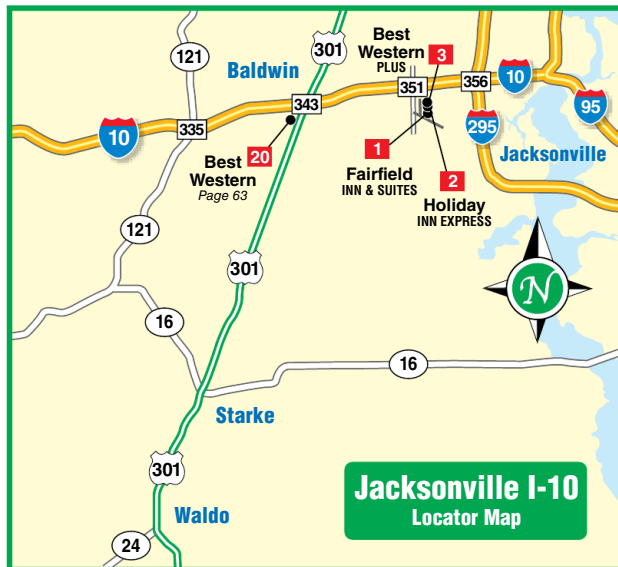 121
Baldwin
301
Best
Western
PLUS
3
351
356
10
95
343
335
10
Best
Western
20
Page 63
1
Fairfield
INN & SUITES
2
Holiday
INN EXPRESS
295
Jacksonville
121
301
N
16
16
Starke
301
Waldo
24
Jacksonville I-10
Locator Map